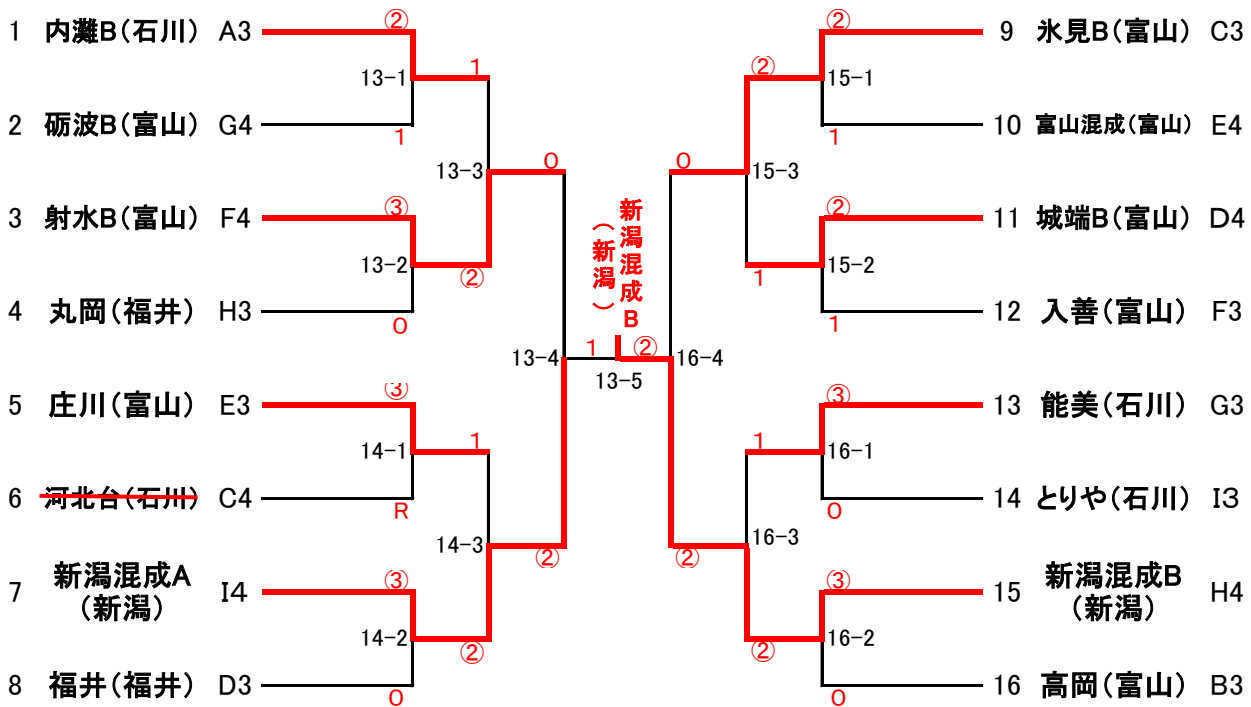 1 内灘B(石川) A3
②
13-1
1
2 砺波B(富山) G4
1
13-3
0
3 射水B(富山) F4
③
13-2
②
4 丸岡(福井) H3
0
13-4
1
5 庄川(富山) E3
③
14-1
1
6 河北台(石川) C4
R
14-3
②
7 新潟混成A
(新潟) I4
③
14-2
②
8 福井(福井) D3
0
新潟混成B
(新潟)
13-5
②
9 氷見B(富山) C3
②
15-1
②
10 富山混成(富山) E4
1
15-3
0
11 城端B(富山) D4
②
15-2
1
12 入善(富山) F3
1
16-4
13 能美(石川) G3
③
16-1
1
14 とりや(石川) I3
0
16-3
②
15 新潟混成B
(新潟) H4
③
16-2
②
16 高岡(富山) B3
0